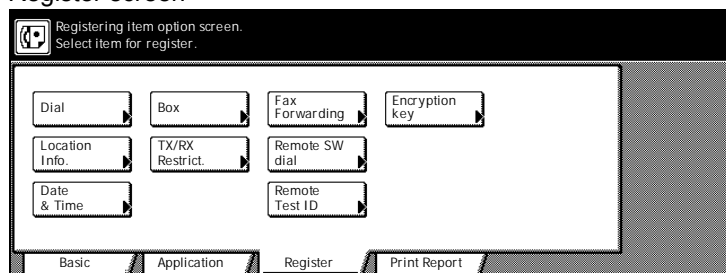 Register screen
Registering item option screen.
Select item for register.
Dial
Box
Fax
Forwarding
Encryption
key
Location
Info.
TX/RX
Restrict.
Remote SW
dial
Date
& Time
Remote
Test ID
Basic
Application
Register
Print Report